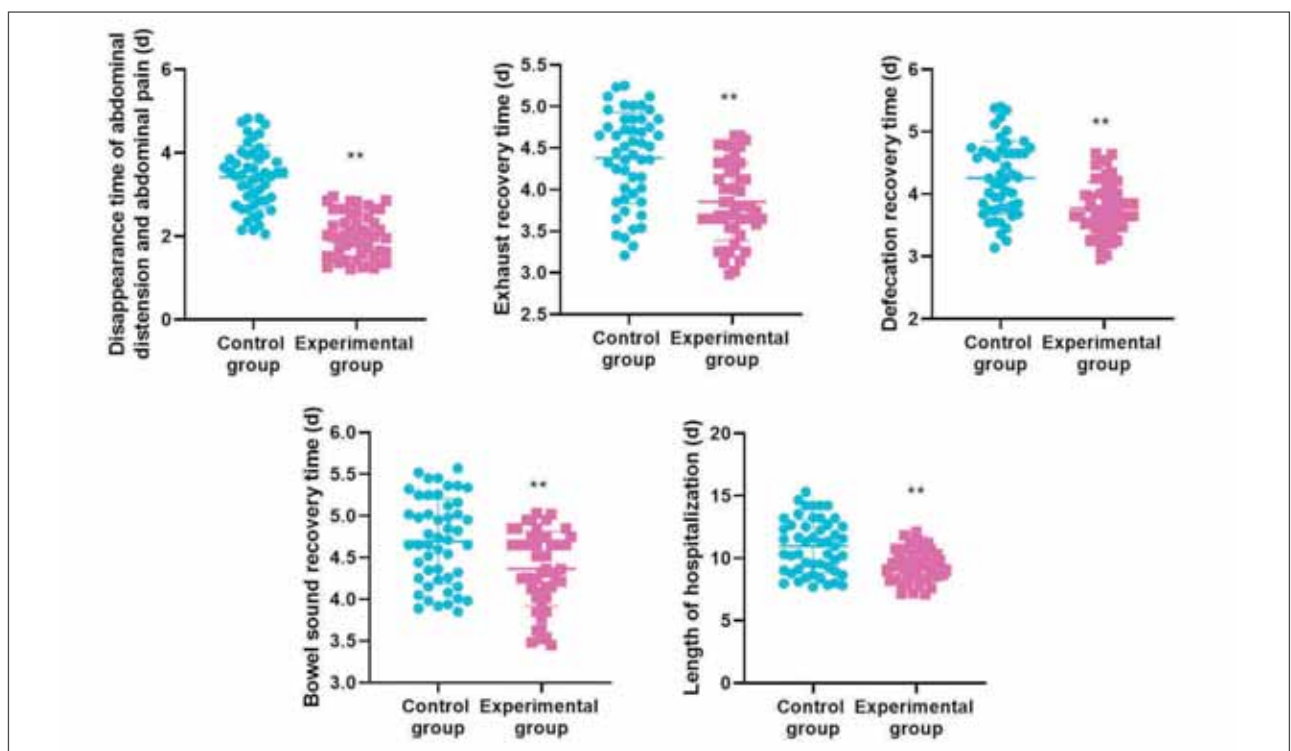 Disappearance time of abdominal
distension and abdominal pain (d)
6
4
2
0
**
Control
group
Experimental
group
Exhaust recovery time (d)
5.5
5.0
4.5
4.0
3.5
3.0
2.5
**
Control
group
Experimental
group
Defecation recovery time (d)
6
5
4
3
2
**
Control
group
Experimental
group
Bowel sound recovery time (d)
6.0
5.5
5.0
4.5
4.0
3.5
3.0
**
Control
group
Experimental
group
Length of hospitalization (d)
20
15
10
5
0
**
Control
group
Experimental
group